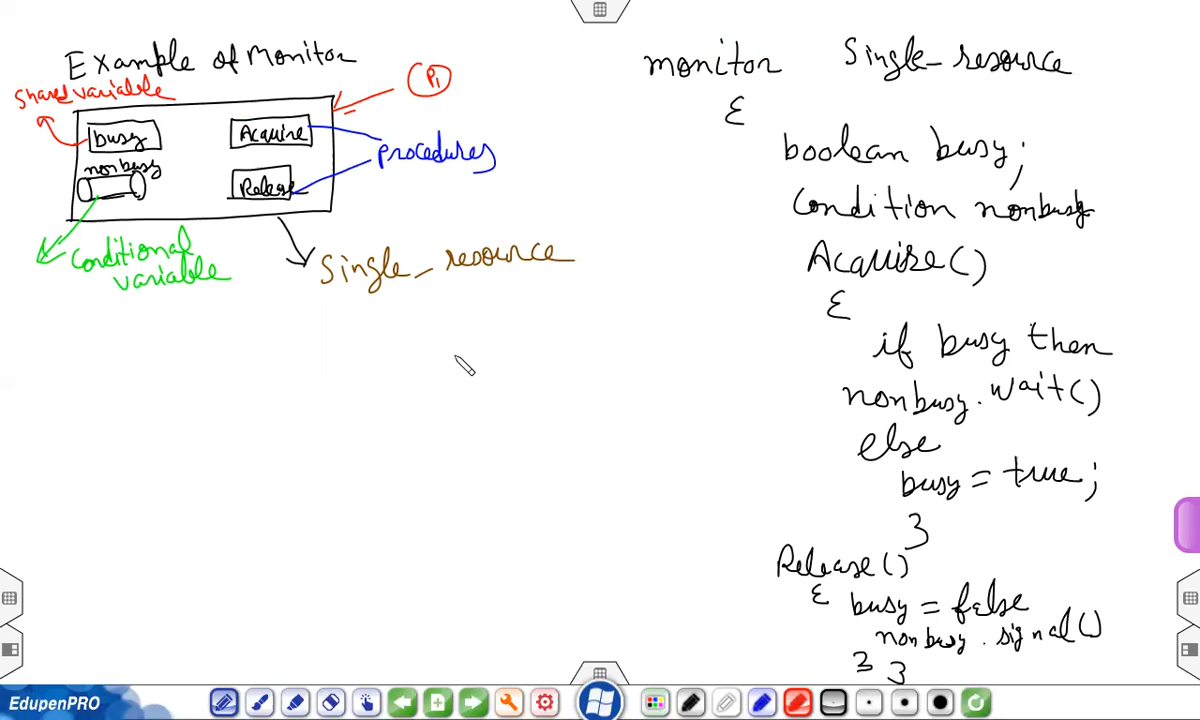 Example of Monitor
Shared variable
busy
nonbusy
Acquire
Release
P1
procedures
Conditional
variable
Single_resource
monitor Single_resource
{
boolean busy;
Condition nonbusy
Acquire()
{
if busy then
nonbusy.wait()
else
busy = true;
}
Release()
{ busy = false
nonbusy.signal()
} }
EdupenPRO